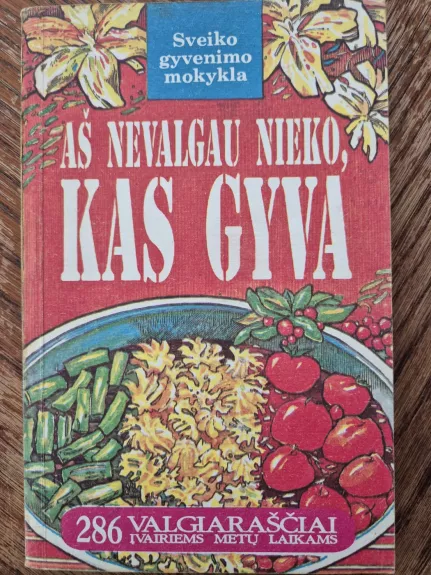 Sveiko
gyvenimo
mokykla
AŠ NEVALGAU NIEKO,
KAS GYVA
286 VALGIARAŠČIAI
ĮVAIRIEMS METŲ LAIKAMS